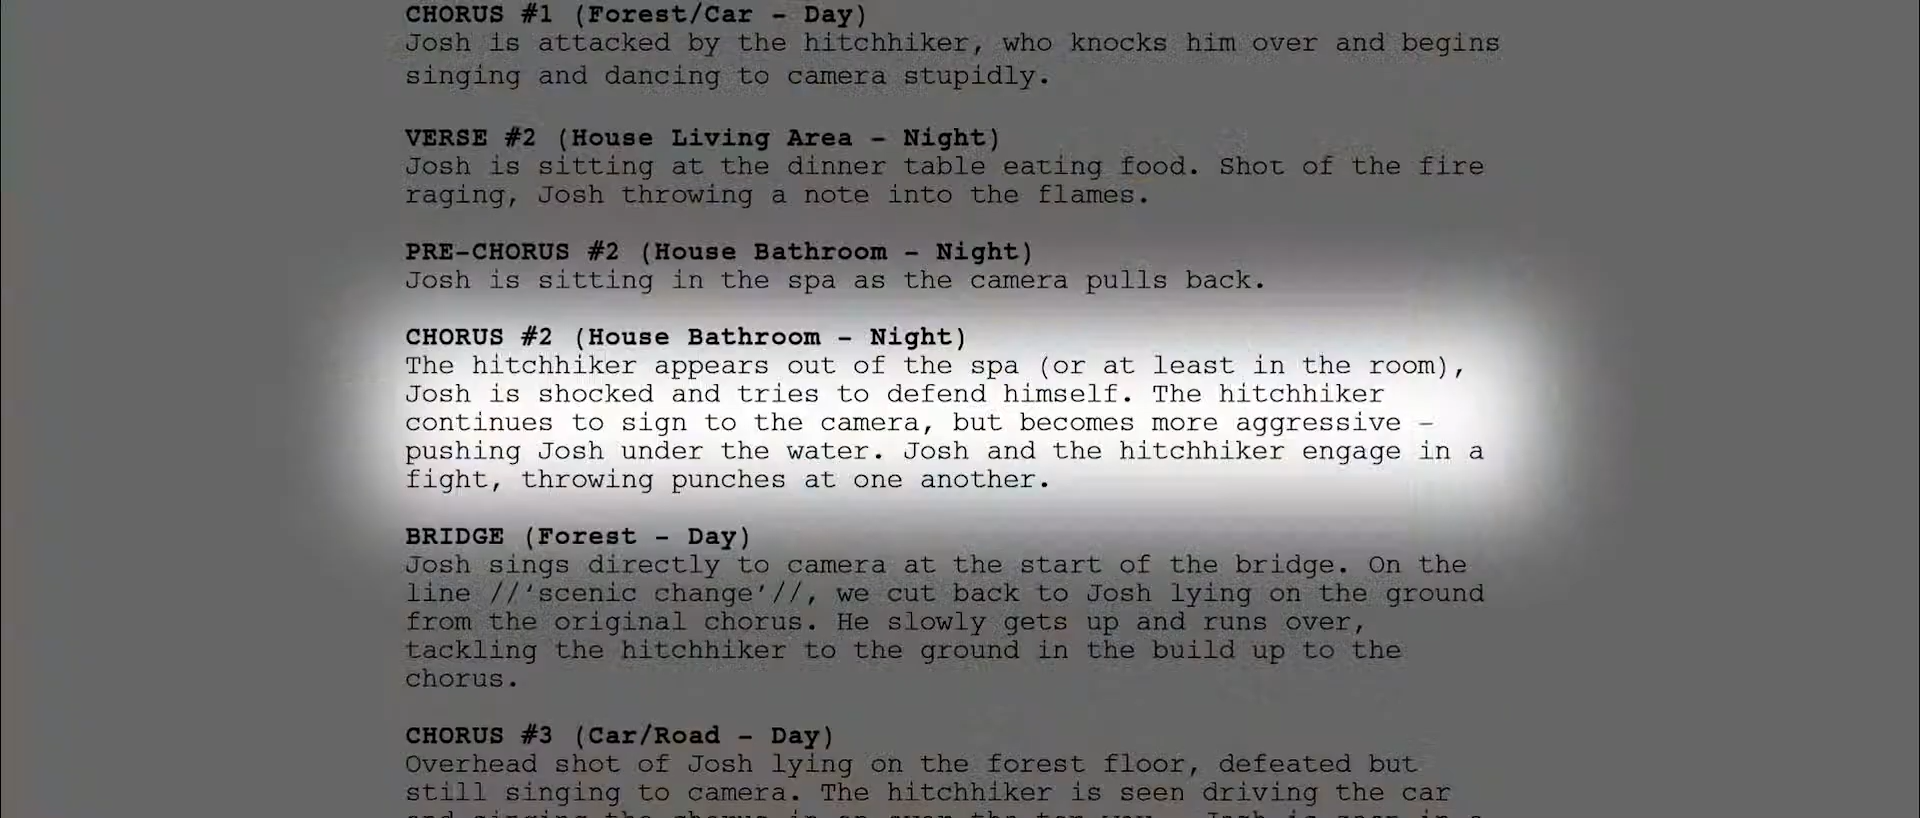 CHORUS #1 (Forest/Car - Day)
Josh is attacked by the hitchhiker, who knocks him over and begins
singing and dancing to camera stupidly.
VERSE #2 (House Living Area - Night)
Josh is sitting at the dinner table eating food. Shot of the fire
raging, Josh throwing a note into the flames.
PRE-CHORUS #2 (House Bathroom - Night)
Josh is sitting in the spa as the camera pulls back.
CHORUS #2 (House Bathroom - Night)
The hitchhiker appears out of the spa (or at least in the room),
Josh is shocked and tries to defend himself. The hitchhiker
continues to sign to the camera, but becomes more aggressive -
pushing Josh under the water. Josh and the hitchhiker engage in a
fight, throwing punches at one another.
BRIDGE (Forest - Day)
Josh sings directly to camera at the start of the bridge. On the
line //'scenic change'//, we cut back to Josh lying on the ground
from the original chorus. He slowly gets up and runs over,
tackling the hitchhiker to the ground in the build up to the
chorus.
CHORUS #3 (Car/Road - Day)
Overhead shot of Josh lying on the forest floor, defeated but
still singing to camera. The hitchhiker is seen driving the car